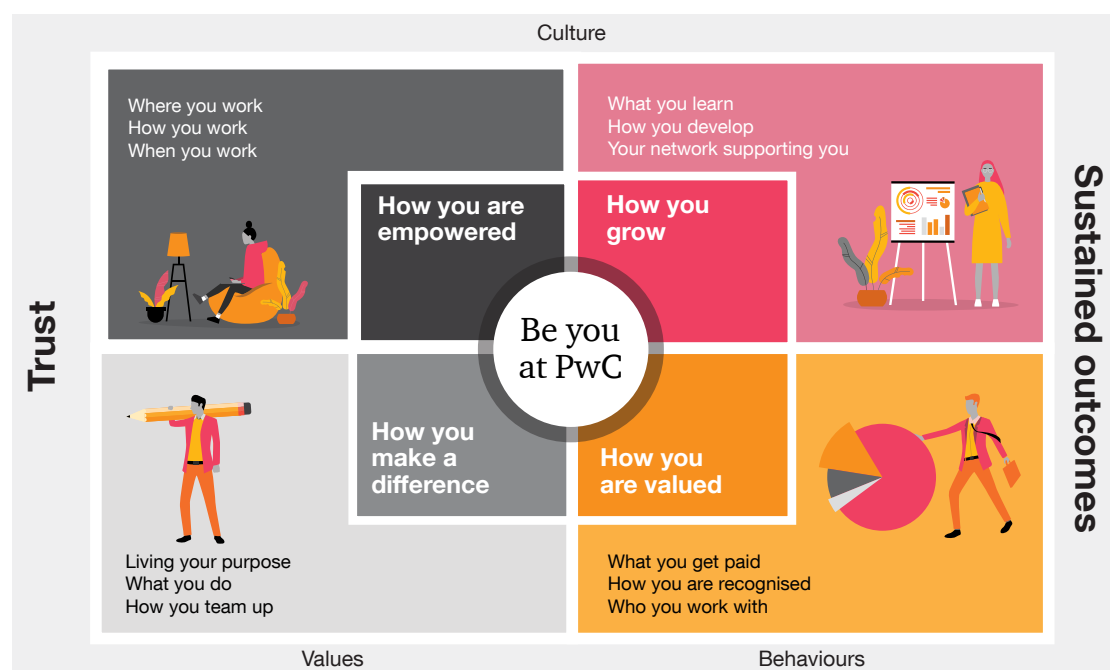 Culture
Where you work
How you work
When you work
What you learn
How you develop
Your network supporting you
How you are
empowered
How you
grow
Trust
Be you
at PwC
Sustained outcomes
How you
make a
difference
How you
are valued
Living your purpose
What you do
How you team up
What you get paid
How you are recognised
Who you work with
Values
Behaviours